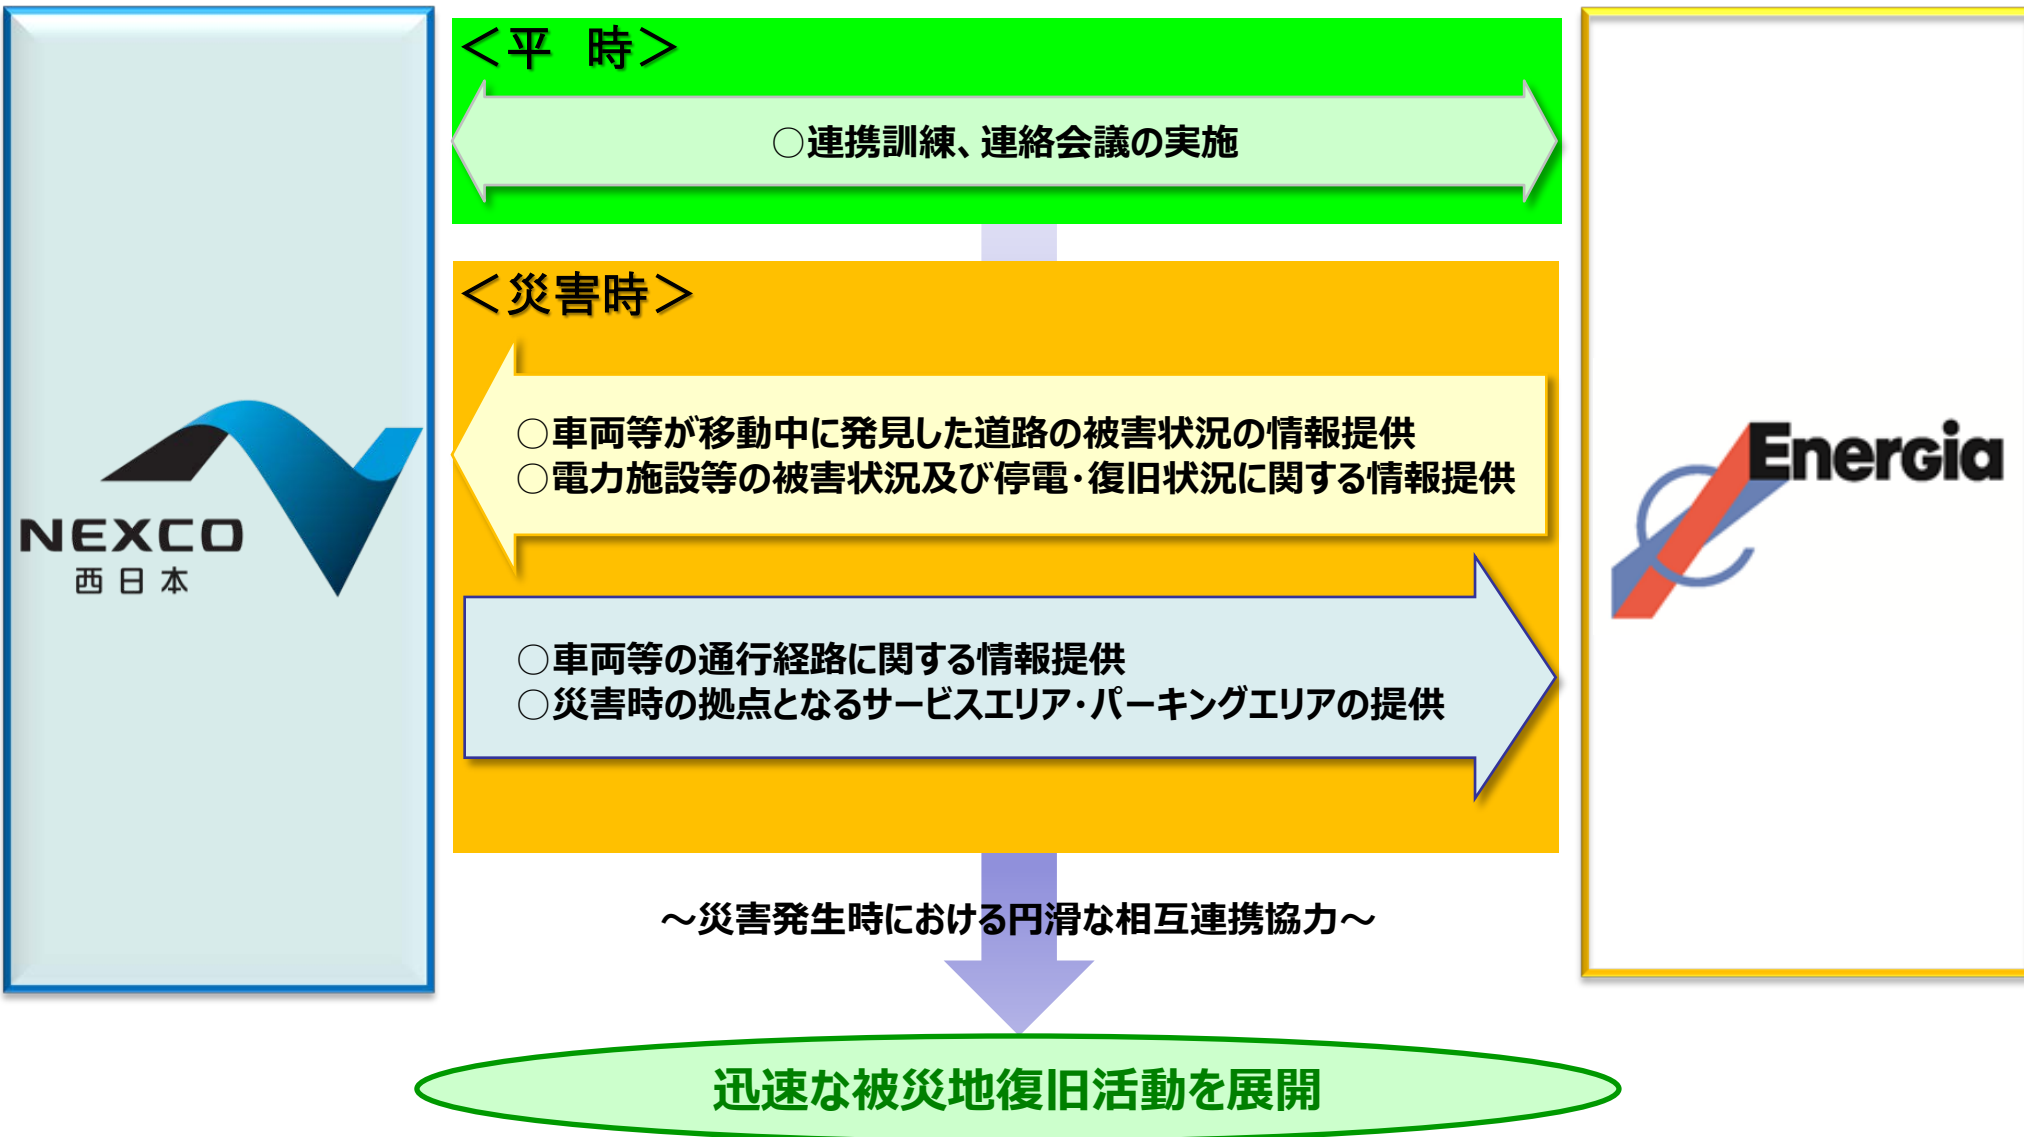 ＜平　時＞
○連携訓練、連絡会議の実施
＜災害時＞
○車両等が移動中に発見した道路の被害状況の情報提供
○電力施設等の被害状況及び停電・復旧状況に関する情報提供
NEXCO
西日本
Energia
○車両等の通行経路に関する情報提供
○災害時の拠点となるサービスエリア・パーキングエリアの提供
～災害発生時における円滑な相互連携協力～
迅速な被災地復旧活動を展開